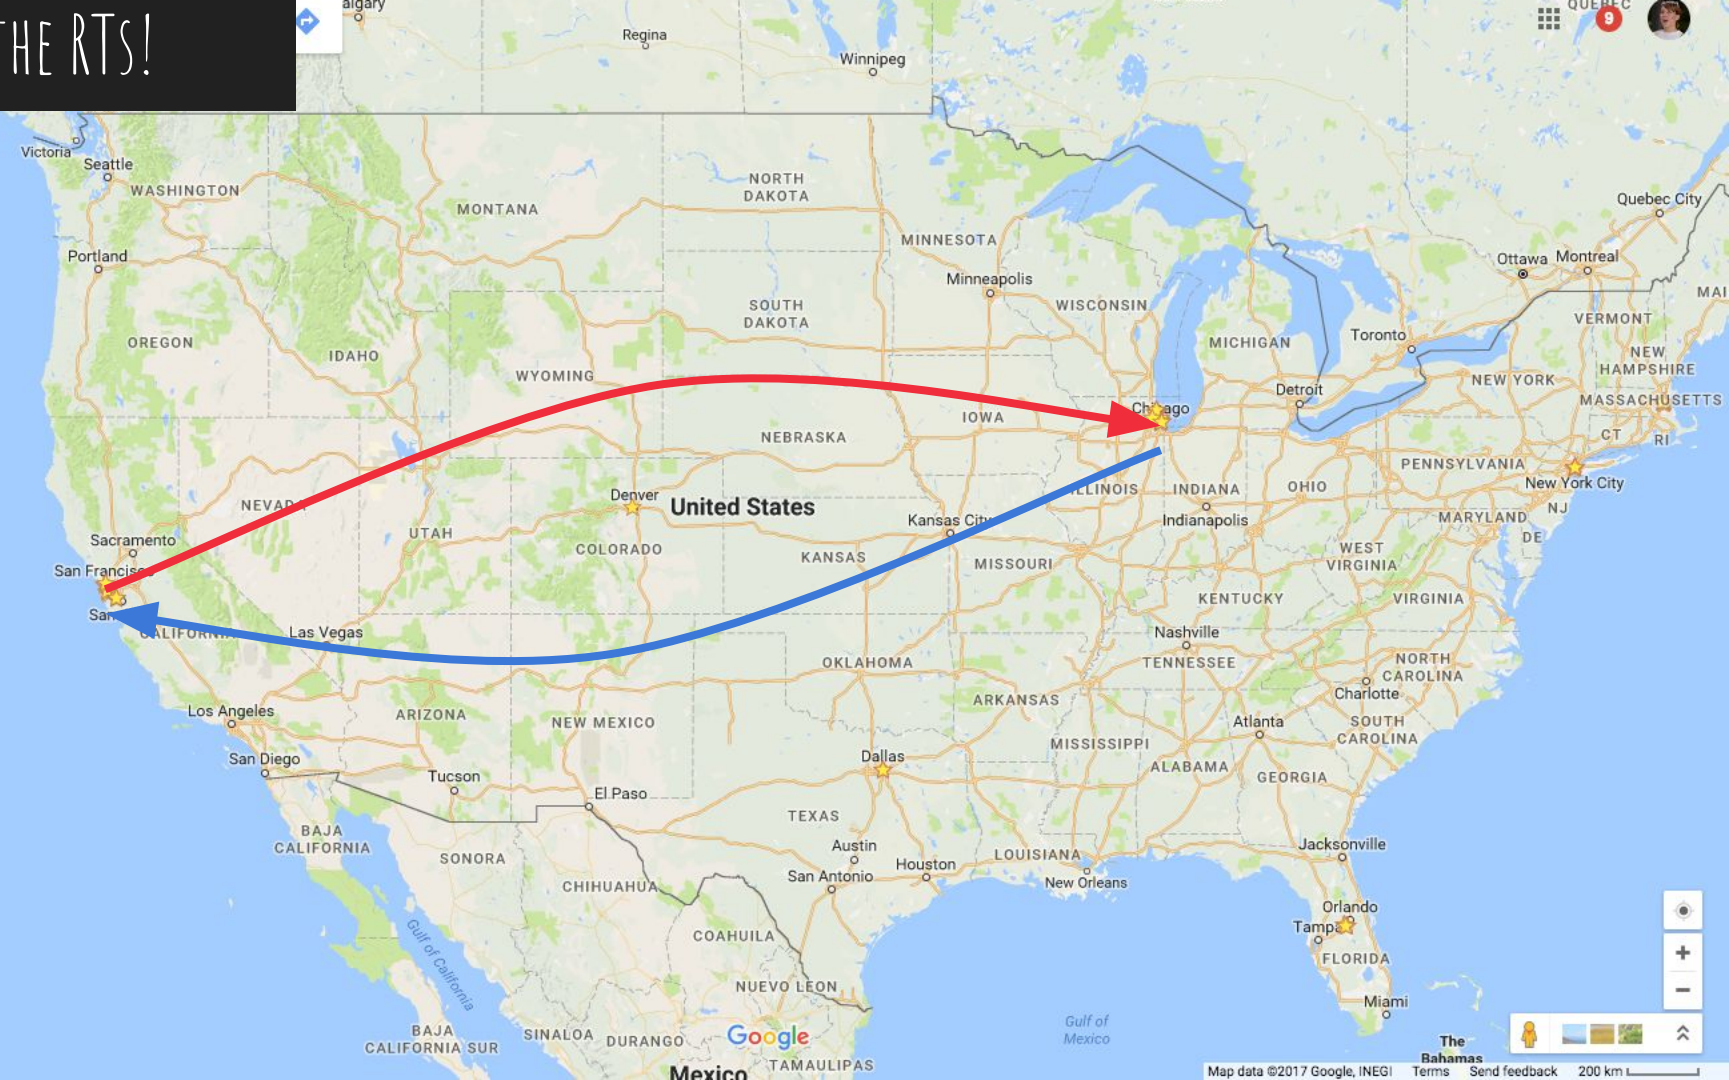 THE RTs!
algary
Regina
Winnipeg
QUEBEC
9
Victoria
Seattle
WASHINGTON
MONTANA
NORTH
DAKOTA
MINNESOTA
Minneapolis
WISCONSIN
Quebec City
Ottawa
Montreal
MAI
Portland
OREGON
IDAHO
WYOMING
SOUTH
DAKOTA
MICHIGAN
Toronto
VERMONT
NEW
HAMPSHIRE
NEW YORK
MASSACHUSETTS
Detroit
Chicago
IOWA
NEBRASKA
CT
RI
PENNSYLVANIA
New York City
NJ
MARYLAND
DE
OHIO
INDIANA
ILLINOIS
Indianapolis
NEVADA
UTAH
Denver
United States
COLORADO
KANSAS
Kansas City
MISSOURI
WEST
VIRGINIA
VIRGINIA
KENTUCKY
Sacramento
San Francisco
San
CALIFORNIA
Las Vegas
Nashville
TENNESSEE
NORTH
CAROLINA
Charlotte
OKLAHOMA
ARKANSAS
Los Angeles
ARIZONA
NEW MEXICO
Atlanta
SOUTH
CAROLINA
MISSISSIPPI
ALABAMA
GEORGIA
San Diego
Tucson
El Paso
Dallas
TEXAS
Austin
San Antonio
Houston
LOUISIANA
New Orleans
Jacksonville
BAJA
CALIFORNIA
SONORA
CHIHUAHUA
COAHUILA
Gulf of California
NUEVO LEON
Orlando
Tampa
FLORIDA
Miami
BAJA
CALIFORNIA SUR
SINALOA
DURANGO
Google
TAMAULIPAS
Mexico
Gulf of
Mexico
The
Bahamas
Map data ©2017 Google, INEGI
Terms
Send feedback
200 km